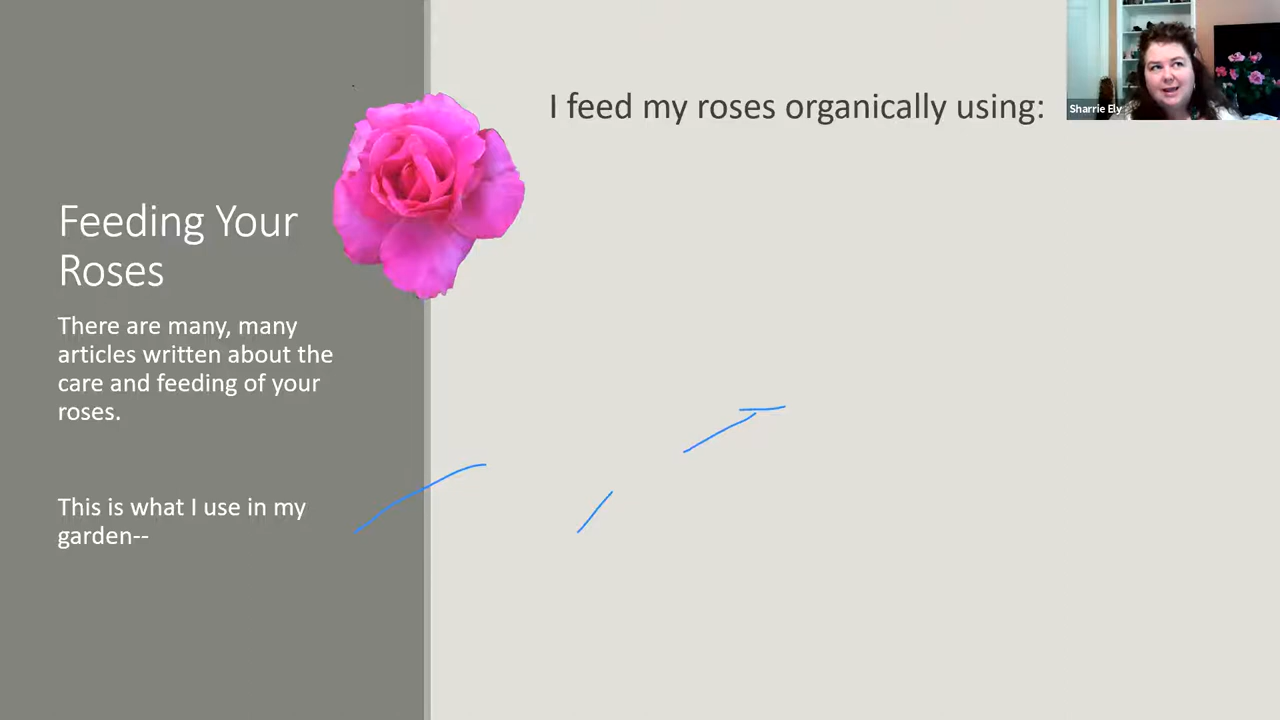 I feed my roses organically using:
Sharrie Ely
Feeding Your
Roses
There are many, many
articles written about the
care and feeding of your
roses.
This is what I use in my
garden--